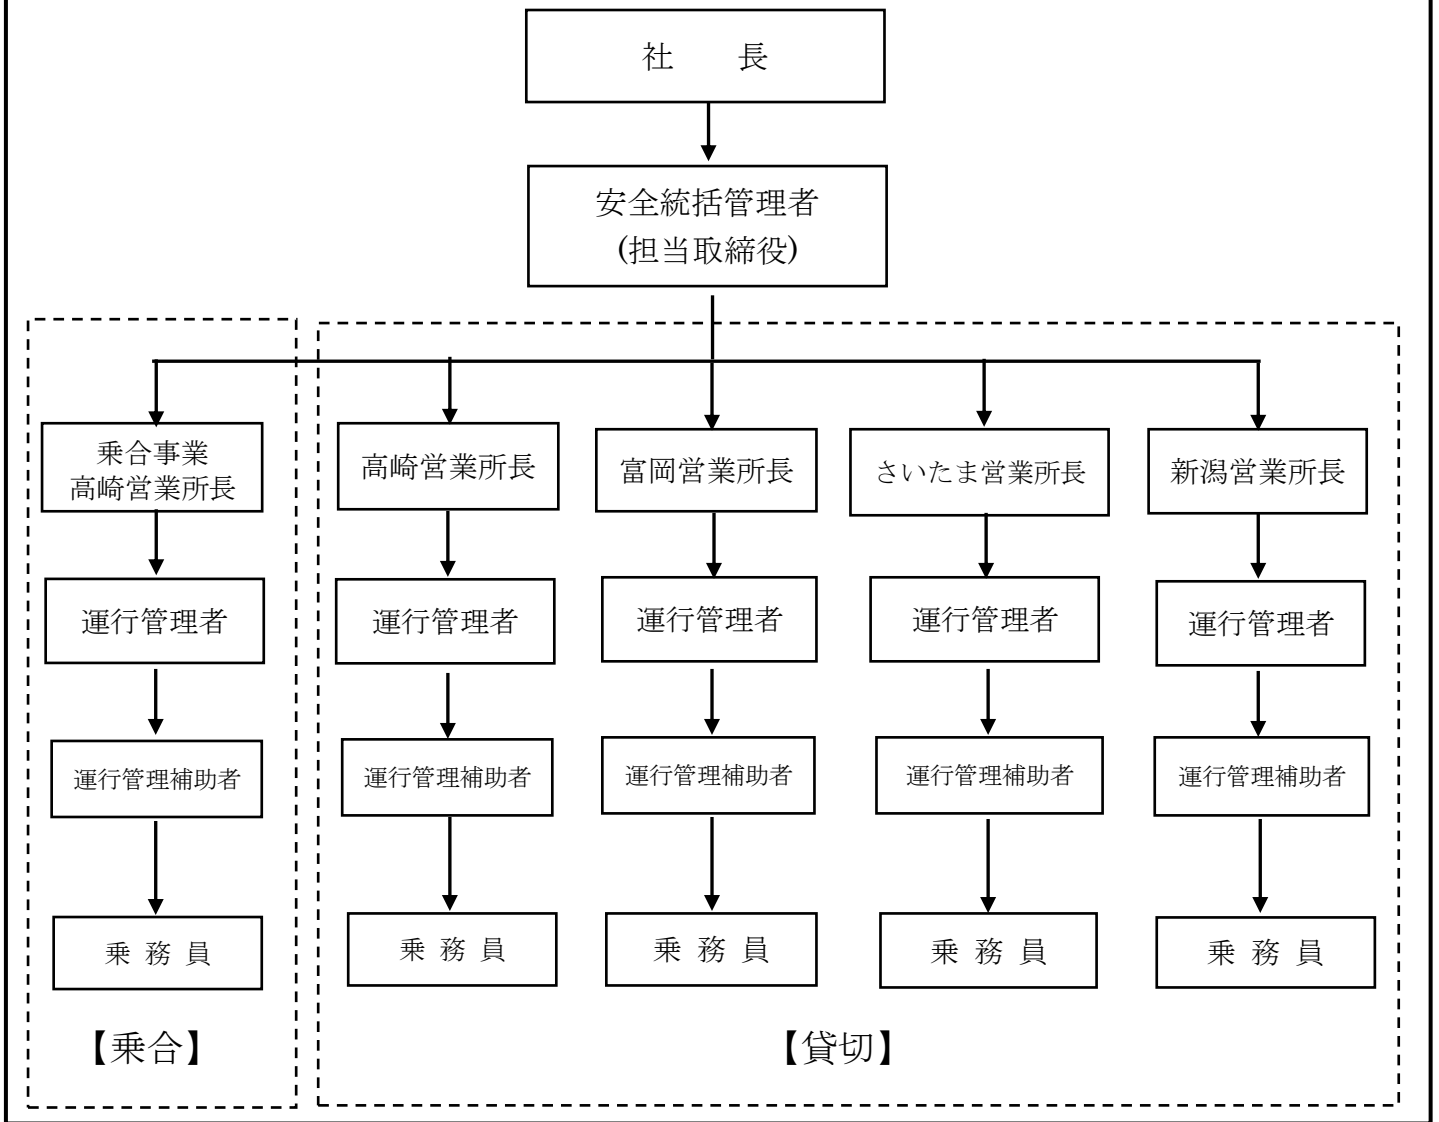 社　　長
安全統括管理者
(担当取締役)
乗合事業
高崎営業所長
高崎営業所長
富岡営業所長
さいたま営業所長
新潟営業所長
運行管理者
運行管理者
運行管理者
運行管理者
運行管理者
運行管理補助者
運行管理補助者
運行管理補助者
運行管理補助者
運行管理補助者
乗 務 員
乗 務 員
乗 務 員
乗 務 員
乗 務 員
【乗合】
【貸切】